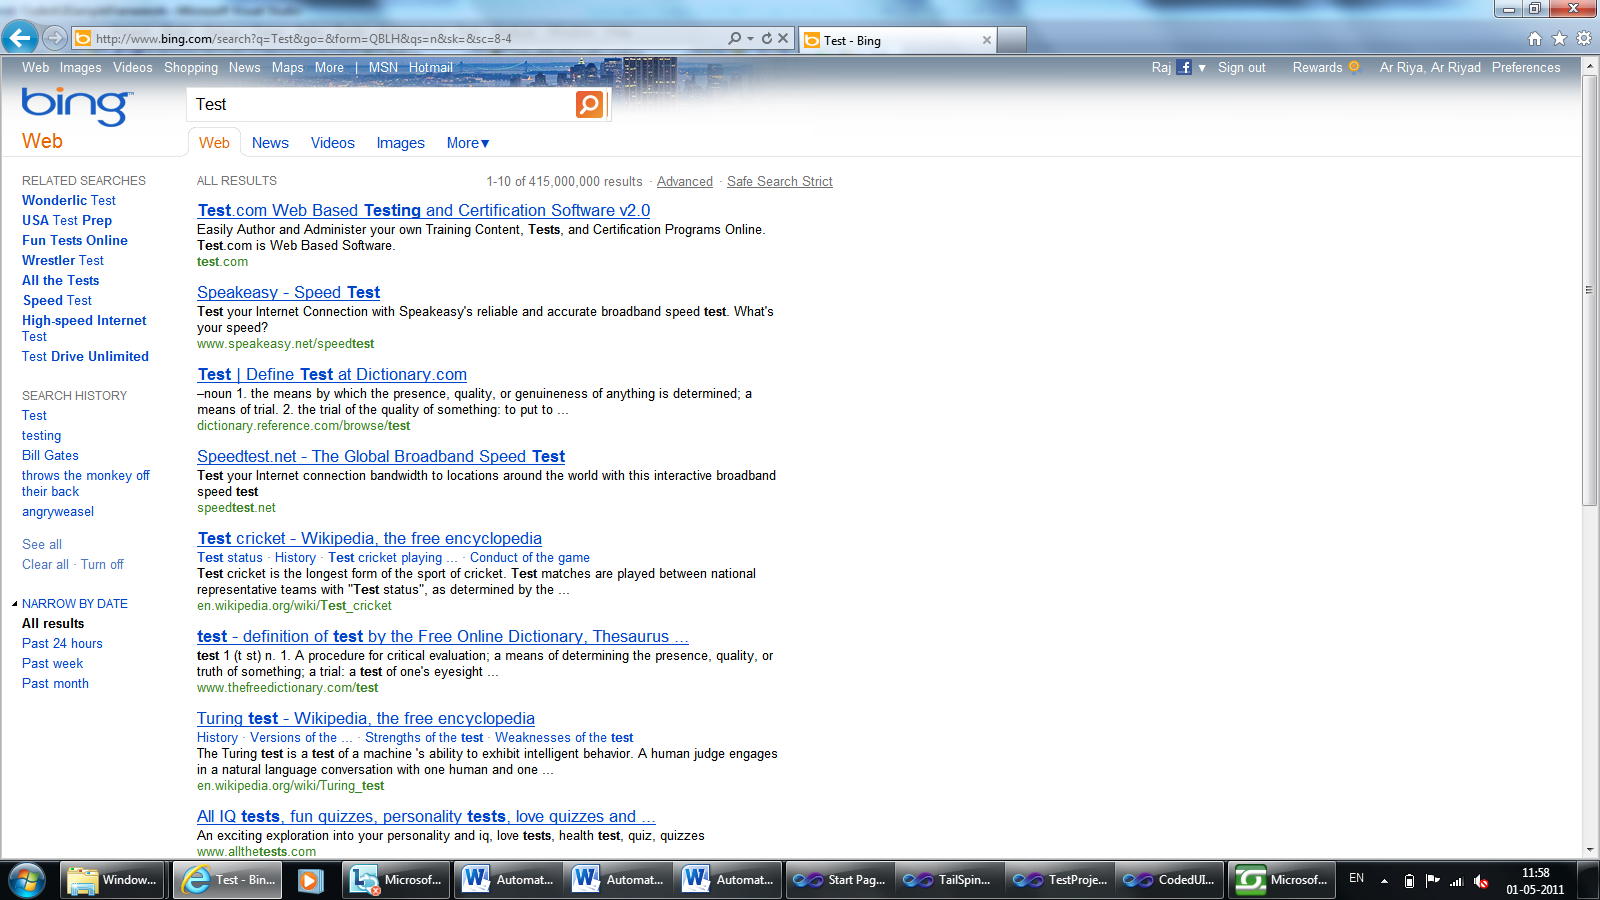 http://www.bing.com/search?q=Test&go=&form=QBLH&qs=n&sk=&sc=8-4
Test - Bing
Web Images Videos Shopping News Maps More | MSN Hotmail
Raj Sign out Rewards Ar Riya, Ar Riyad Preferences
bing™
Test
Web
Web News Videos Images More▾
RELATED SEARCHES
Wonderlic Test
USA Test Prep
Fun Tests Online
Wrestler Test
All the Tests
Speed Test
High-speed Internet
Test
Test Drive Unlimited
SEARCH HISTORY
Test
testing
Bill Gates
throws the monkey off
their back
angryweasel
See all
Clear all · Turn off
NARROW BY DATE
All results
Past 24 hours
Past week
Past month
ALL RESULTS
1-10 of 415,000,000 results · Advanced · Safe Search Strict
Test.com Web Based Testing and Certification Software v2.0
Easily Author and Administer your own Training Content, Tests, and Certification Programs Online.
Test.com is Web Based Software.
test.com
Speakeasy - Speed Test
Test your Internet Connection with Speakeasy's reliable and accurate broadband speed test. What's
your speed?
www.speakeasy.net/speedtest
Test | Define Test at Dictionary.com
–noun 1. the means by which the presence, quality, or genuineness of anything is determined; a
means of trial. 2. the trial of the quality of something: to put to ...
dictionary.reference.com/browse/test
Speedtest.net - The Global Broadband Speed Test
Test your Internet connection bandwidth to locations around the world with this interactive broadband
speed test
speedtest.net
Test cricket - Wikipedia, the free encyclopedia
Test status · History · Test cricket playing ... · Conduct of the game
Test cricket is the longest form of the sport of cricket. Test matches are played between national
representative teams with "Test status", as determined by the ...
en.wikipedia.org/wiki/Test_cricket
test - definition of test by the Free Online Dictionary, Thesaurus ...
test 1 (t st) n. 1. A procedure for critical evaluation; a means of determining the presence, quality, or
truth of something; a trial: a test of one's eyesight ...
www.thefreedictionary.com/test
Turing test - Wikipedia, the free encyclopedia
History · Versions of the ... · Strengths of the test · Weaknesses of the test
The Turing test is a test of a machine 's ability to exhibit intelligent behavior. A human judge engages
in a natural language conversation with one human and one ...
en.wikipedia.org/wiki/Turing_test
All IQ tests, fun quizzes, personality tests, love quizzes and ...
An exciting exploration into your personality and iq, love tests, health test, quiz, quizzes
www.allthetests.com
Window... Test - Bin... Microsof... Automat... Automat... Automat... Start Pag... TailSpin... TestProje... CodedUI... Microsof... EN 11:58
01-05-2011